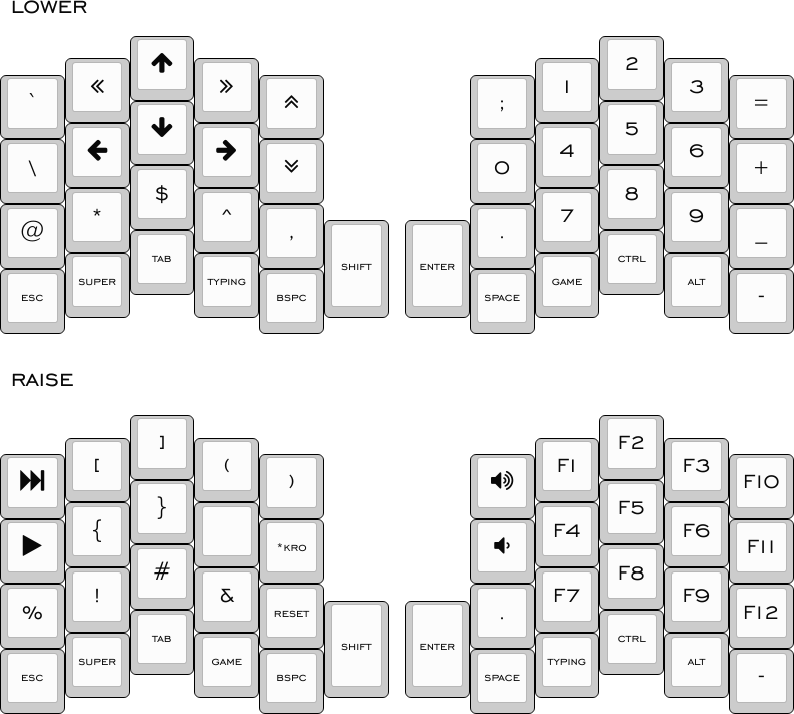 LOWER
` « ↑ » ︽ ; 1 2 3 =
\ ← ↓ → ︾ 0 4 5 6 +
@ * $ ^ , . 7 8 9 _
ESC SUPER TAB TYPING BSPC SHIFT ENTER SPACE GAME CTRL ALT -
RAISE
[ ] ( ) F1 F2 F3 F10
{ } *KRO F4 F5 F6 F11
% ! # & RESET . F7 F8 F9 F12
ESC SUPER TAB GAME BSPC SHIFT ENTER SPACE TYPING CTRL ALT -